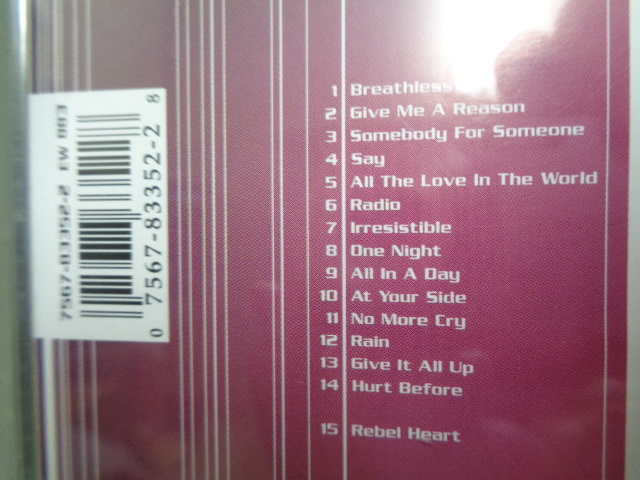 1 Breathless
2 Give Me A Reason
3 Somebody For Someone
4 Say
5 All The Love In The World
6 Radio
7 Irresistible
8 One Night
9 All In A Day
10 At Your Side
11 No More Cry
12 Rain
13 Give It All Up
14 Hurt Before
15 Rebel Heart
7567-83352-2 EW 883
0 7567-83352-2 8